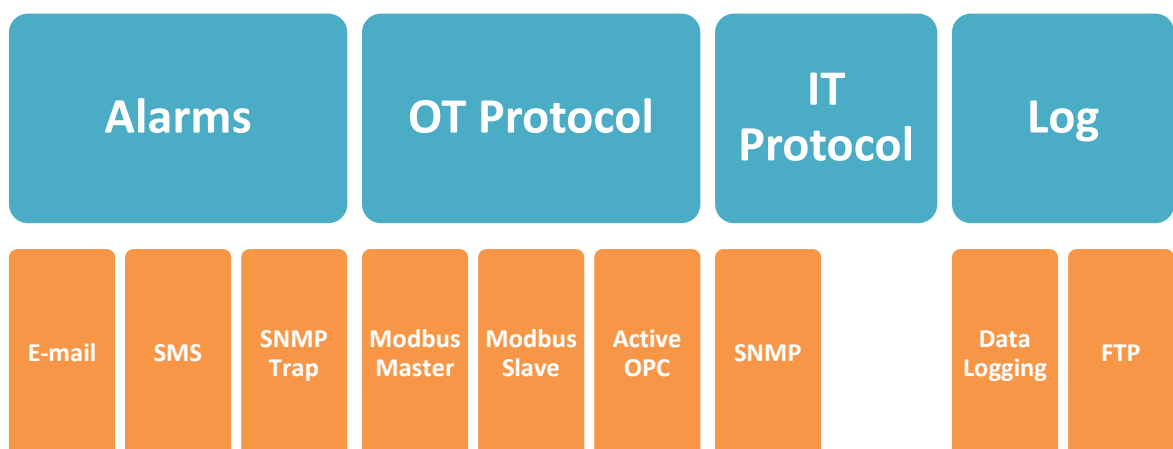 Alarms
OT Protocol
IT
Protocol
Log
E-mail
SMS
SNMP
Trap
Modbus
Master
Modbus
Slave
Active
OPC
SNMP
Data
Logging
FTP